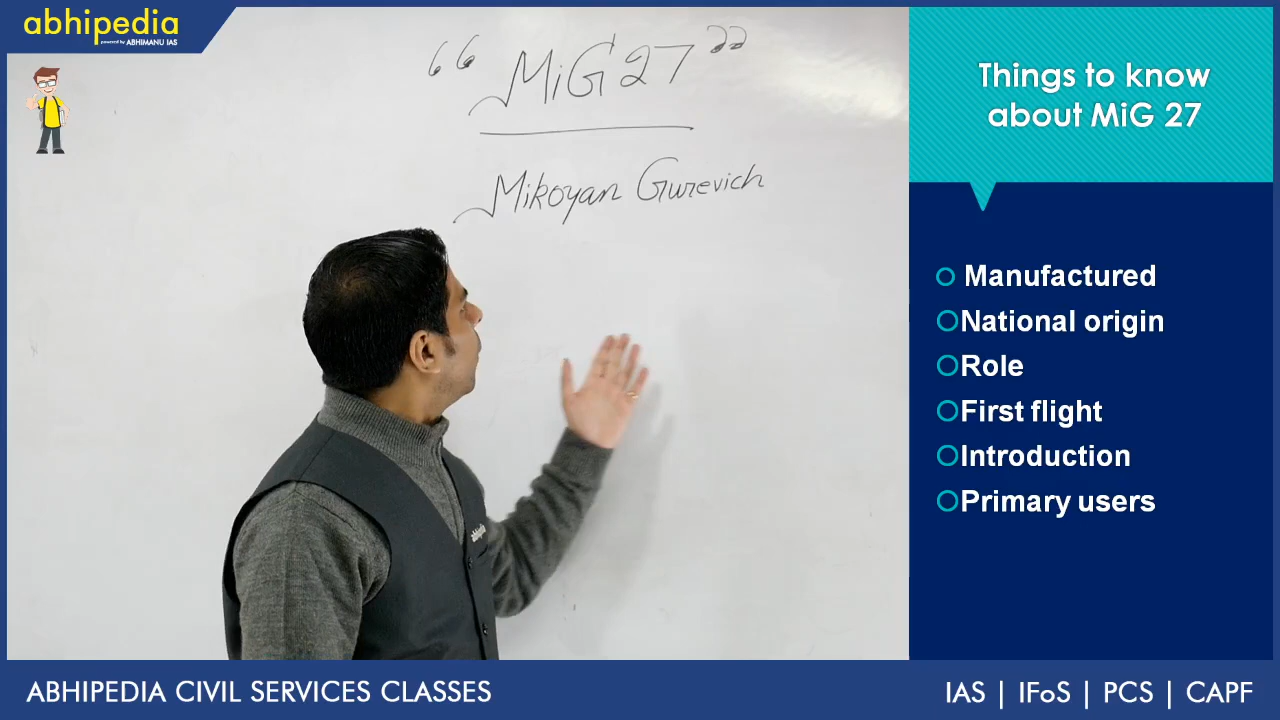 abhipedia
powered by ABHIMANU IAS
“MiG 27”
Mikoyan Gurevich
abhipedia
Things to know
about MiG 27
Manufactured
National origin
Role
First flight
Introduction
Primary users
ABHIPEDIA CIVIL SERVICES CLASSES
IAS | IFoS | PCS | CAPF